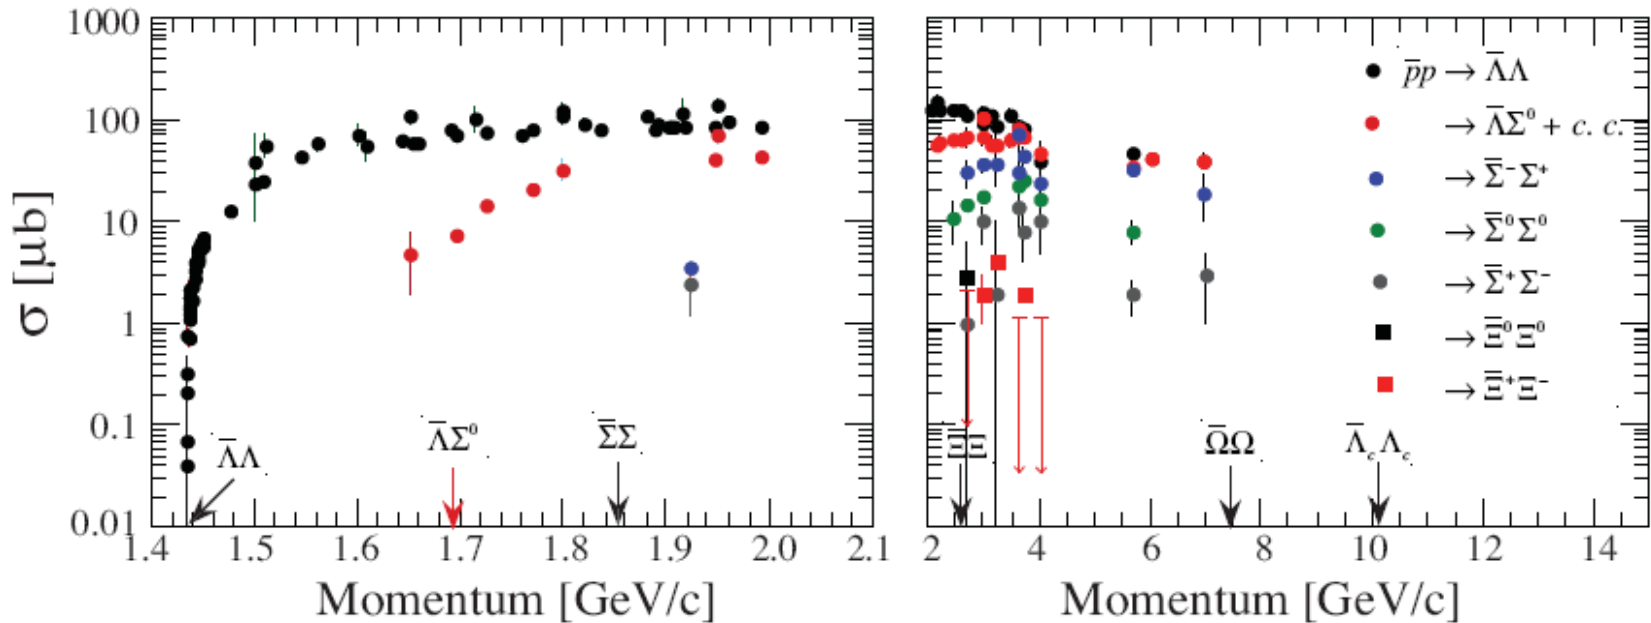 σ [μb]
1000
100
10
1
0.1
0.01
Λ̅Λ
Λ̅Σ⁰
Σ̅Σ
1.4 1.5 1.6 1.7 1.8 1.9 2.0 2.1
Momentum [GeV/c]
p̅p → Λ̅Λ
→ Λ̅Σ⁰ + c. c.
→ Σ̅⁻Σ⁺
→ Σ̅⁰Σ⁰
→ Σ̅⁺Σ⁻
→ Ξ̅⁰Ξ⁰
→ Ξ̅⁺Ξ⁻
Ξ̅Ξ
Ω̅Ω
Λ̅cΛc
2 4 6 8 10 12 14
Momentum [GeV/c]